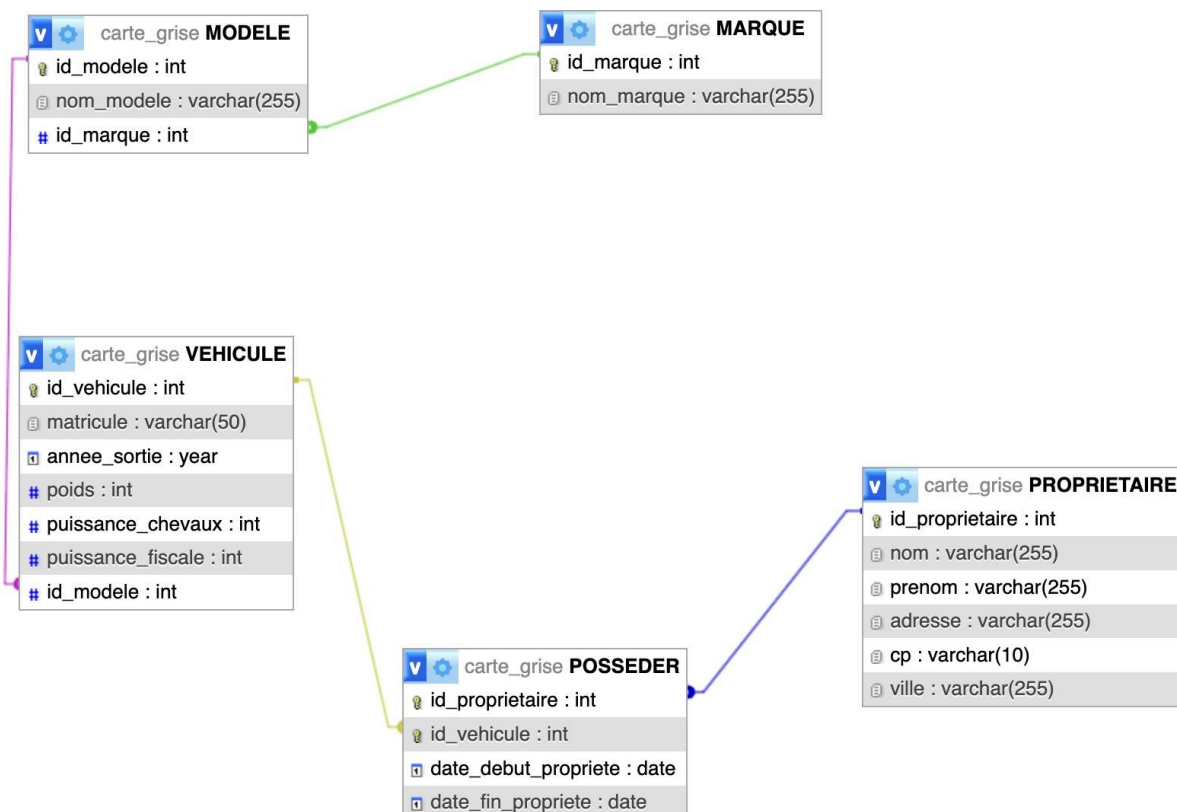 carte_grise MODELE
id_modele : int
nom_modele : varchar(255)
# id_marque : int
carte_grise MARQUE
id_marque : int
nom_marque : varchar(255)
carte_grise VEHICULE
id_vehicule : int
matricule : varchar(50)
annee_sortie : year
# poids : int
# puissance_chevaux : int
# puissance_fiscale : int
# id_modele : int
carte_grise POSSEDER
id_proprietaire : int
id_vehicule : int
date_debut_propriete : date
date_fin_propriete : date
carte_grise PROPRIETAIRE
id_proprietaire : int
nom : varchar(255)
prenom : varchar(255)
adresse : varchar(255)
cp : varchar(10)
ville : varchar(255)